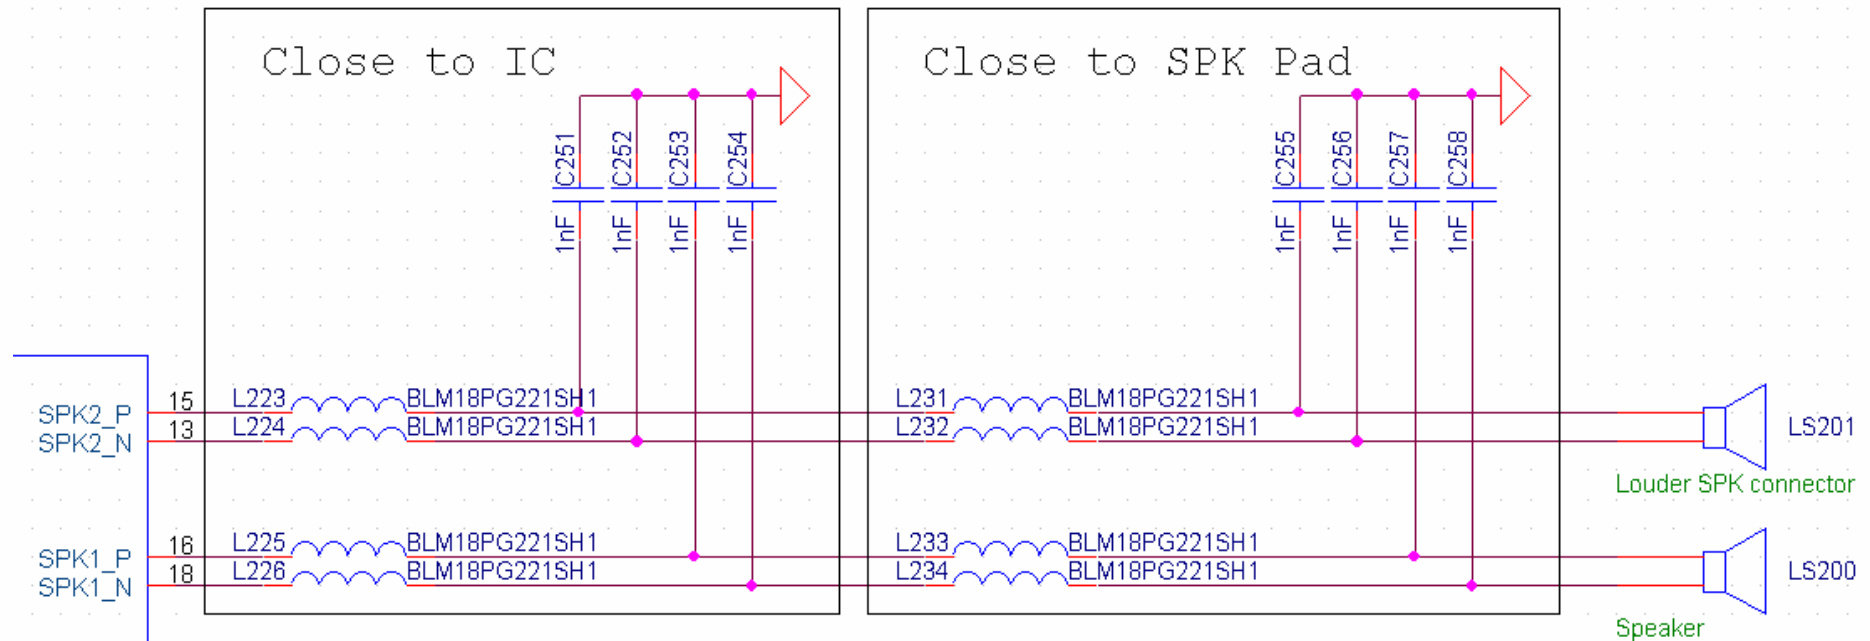 Close to IC
Close to SPK Pad
C251
C252
C253
C254
1nF
1nF
1nF
1nF
C255
C256
C257
C258
1nF
1nF
1nF
1nF
SPK2_P 15 L223 BLM18PG221SH1 L231 BLM18PG221SH1
SPK2_N 13 L224 BLM18PG221SH1 L232 BLM18PG221SH1
LS201
Louder SPK connector
SPK1_P 16 L225 BLM18PG221SH1 L233 BLM18PG221SH1
SPK1_N 18 L226 BLM18PG221SH1 L234 BLM18PG221SH1
LS200
Speaker